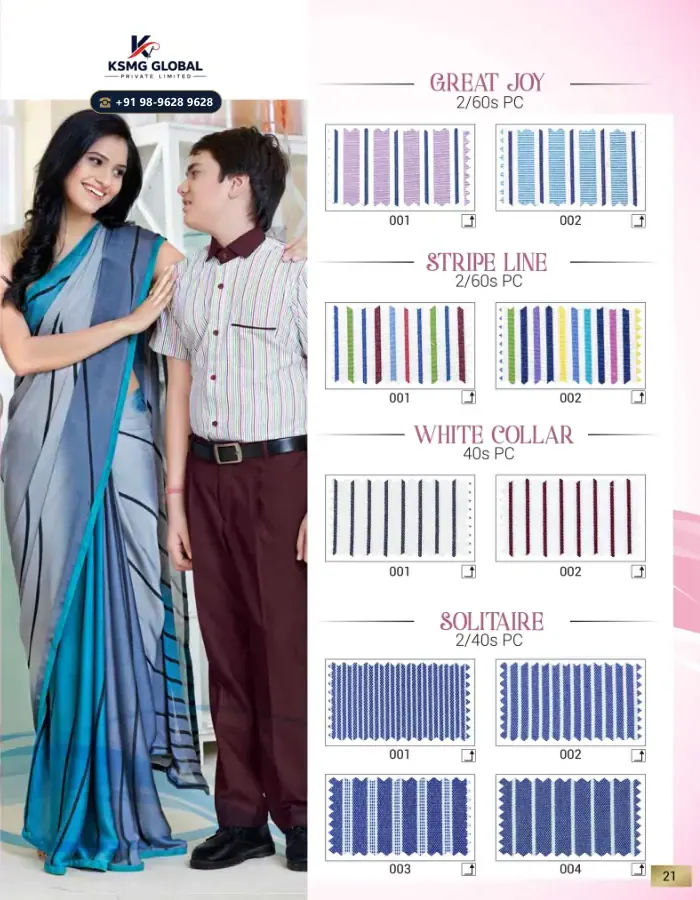 K
KSMG GLOBAL
PRIVATE LIMITED
+91 98-9628 9628
GREAT JOY
2/60s PC
001
002
STRIPE LINE
2/60s PC
001
002
WHITE COLLAR
40s PC
001
002
SOLITAIRE
2/40s PC
001
002
003
004
21